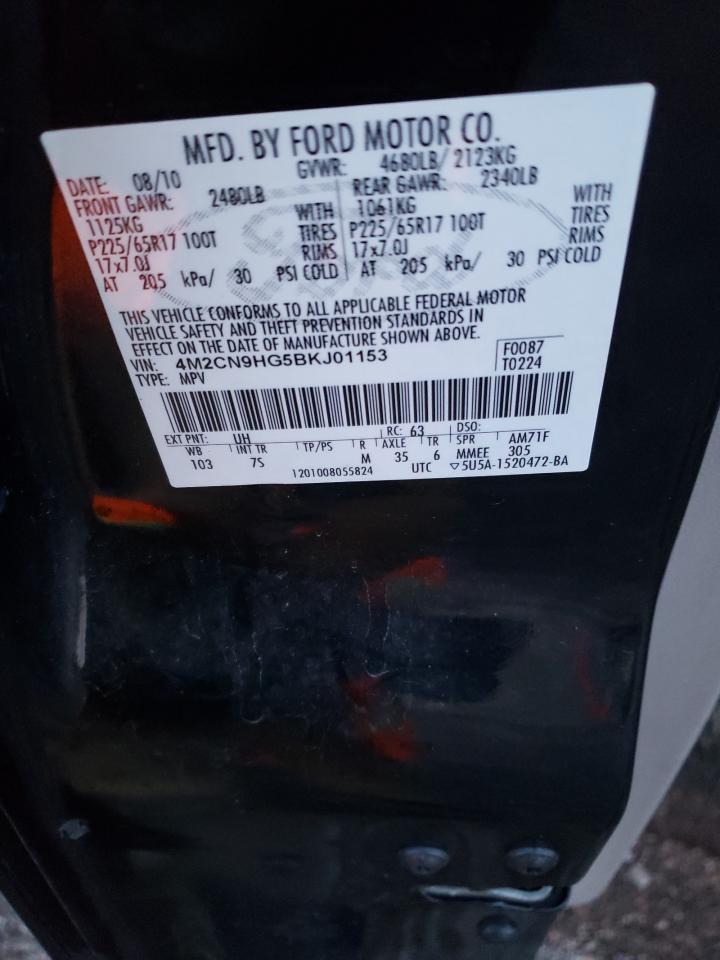 MFD. BY FORD MOTOR CO.
DATE: 08/10 GVWR: 4680LB/ 2123KG
FRONT GAWR: 2480LB REAR GAWR: 2340LB
1125KG WITH 1061KG WITH
P225/65R17 100T TIRES P225/65R17 100T TIRES
17x7.0J RIMS 17x7.0J RIMS
AT 205 kPa/ 30 PSI COLD AT 205 kPa/ 30 PSI COLD
THIS VEHICLE CONFORMS TO ALL APPLICABLE FEDERAL MOTOR
VEHICLE SAFETY AND THEFT PREVENTION STANDARDS IN
EFFECT ON THE DATE OF MANUFACTURE SHOWN ABOVE.
VIN: 4M2CN9HG5BKJ01153 F0087
TYPE: MPV T0224
EXT PNT: UH RC: 63 DSO:
WB INT TR TP/PS R AXLE TR SPR AM71F
103 7S M 35 6 MMEE 305
1201008055824 UTC ▽5U5A-1520472-BA